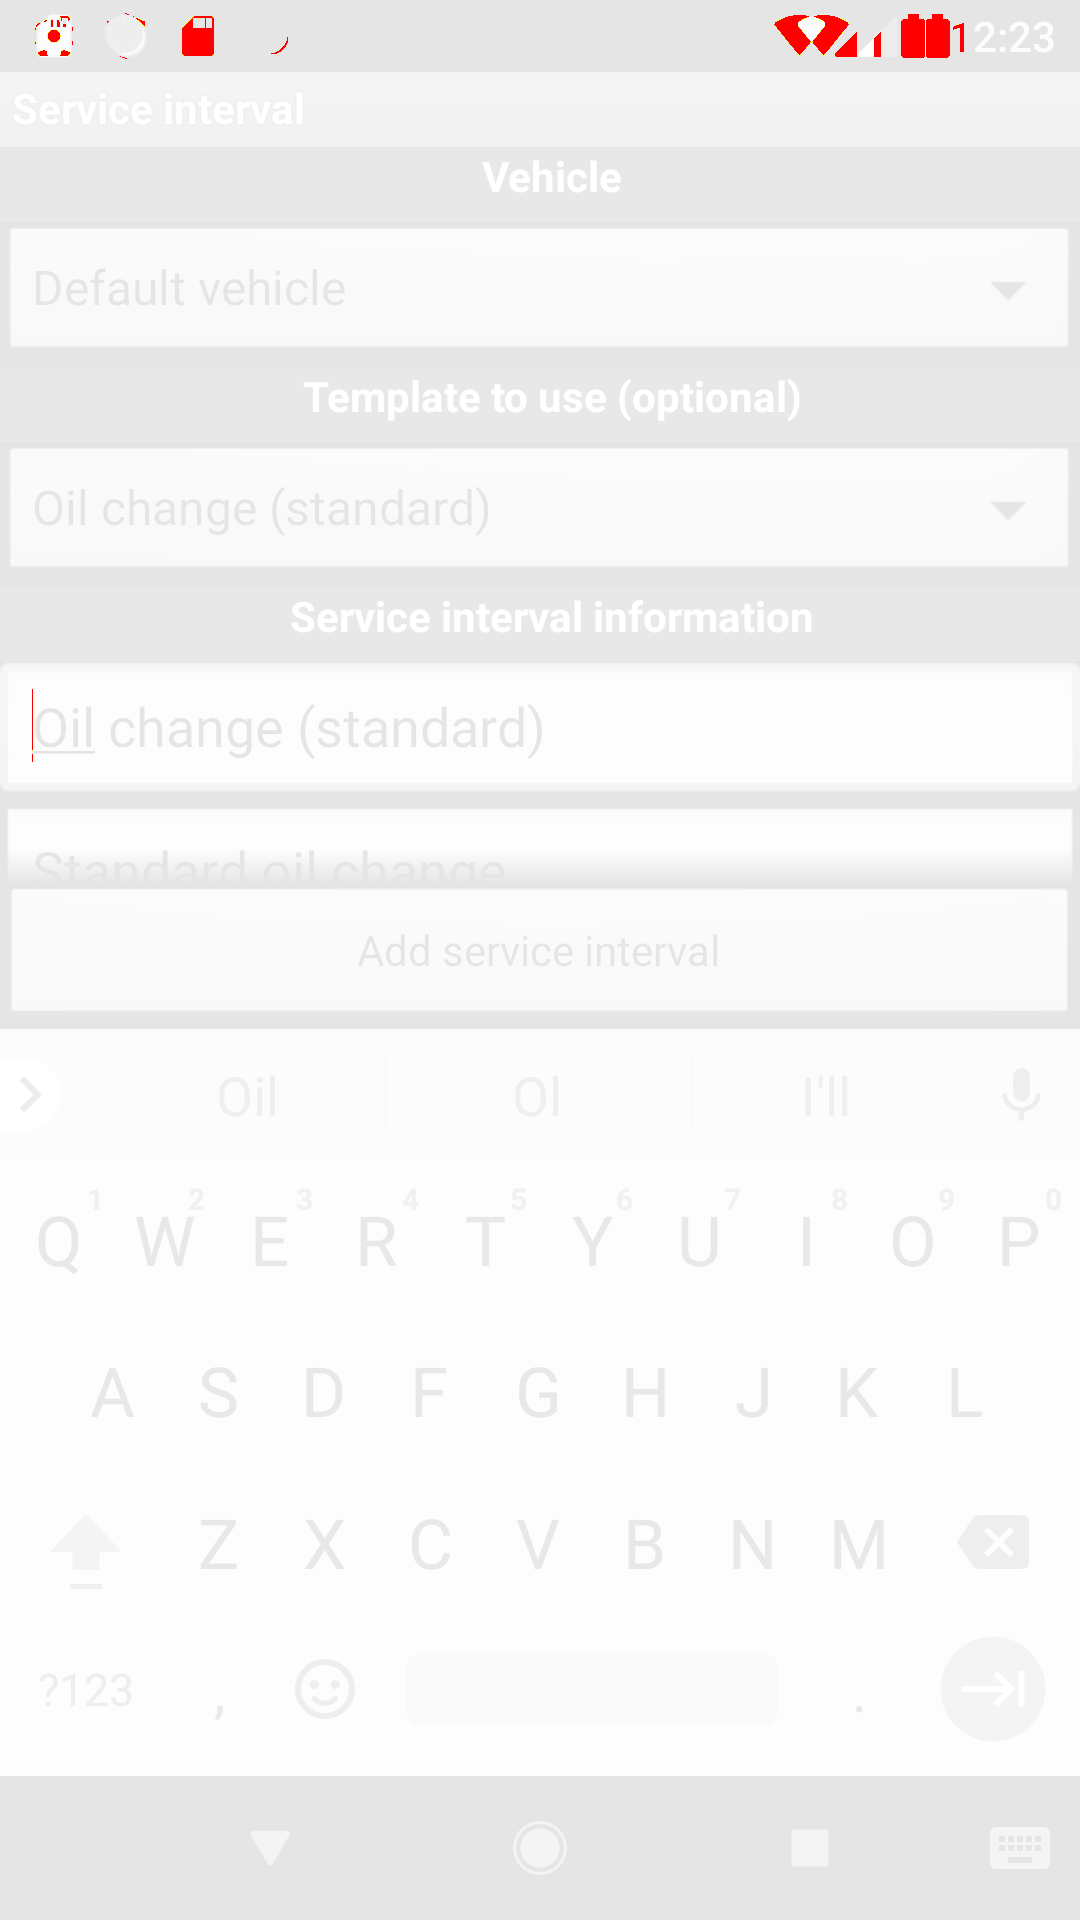 12:23
Service interval
Vehicle
Default vehicle
Template to use (optional)
Oil change (standard)
Service interval information
Oil change (standard)
Standard oil change
Add service interval
Oil Ol I'll
1 2 3 4 5 6 7 8 9 0
Q W E R T Y U I O P
A S D F G H J K L
Z X C V B N M
?123 , .